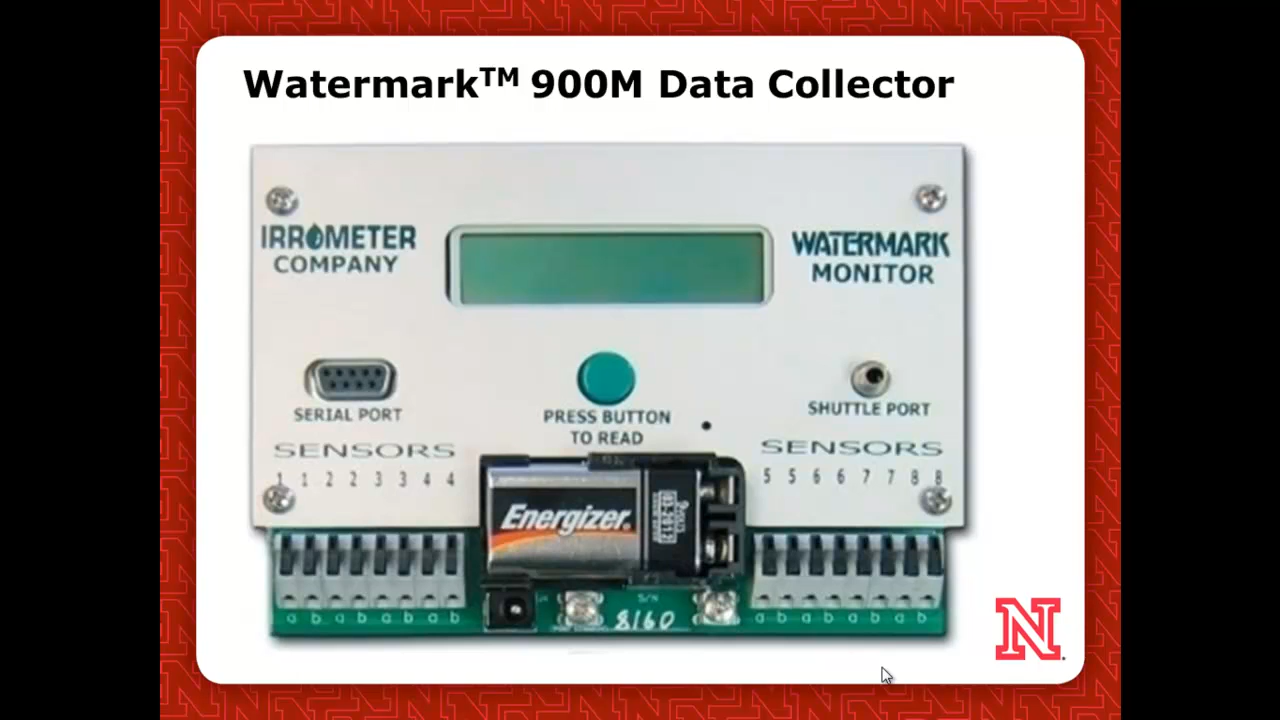 Watermark™ 900M Data Collector
IRROMETER
COMPANY
WATERMARK
MONITOR
SERIAL PORT
PRESS BUTTON
TO READ
SHUTTLE PORT
SENSORS
1 1 2 2 3 3 4 4
SENSORS
5 5 6 6 7 7 8 8
Energizer
a b a b a b a b
S/N
8160
a b a b a b a b
N